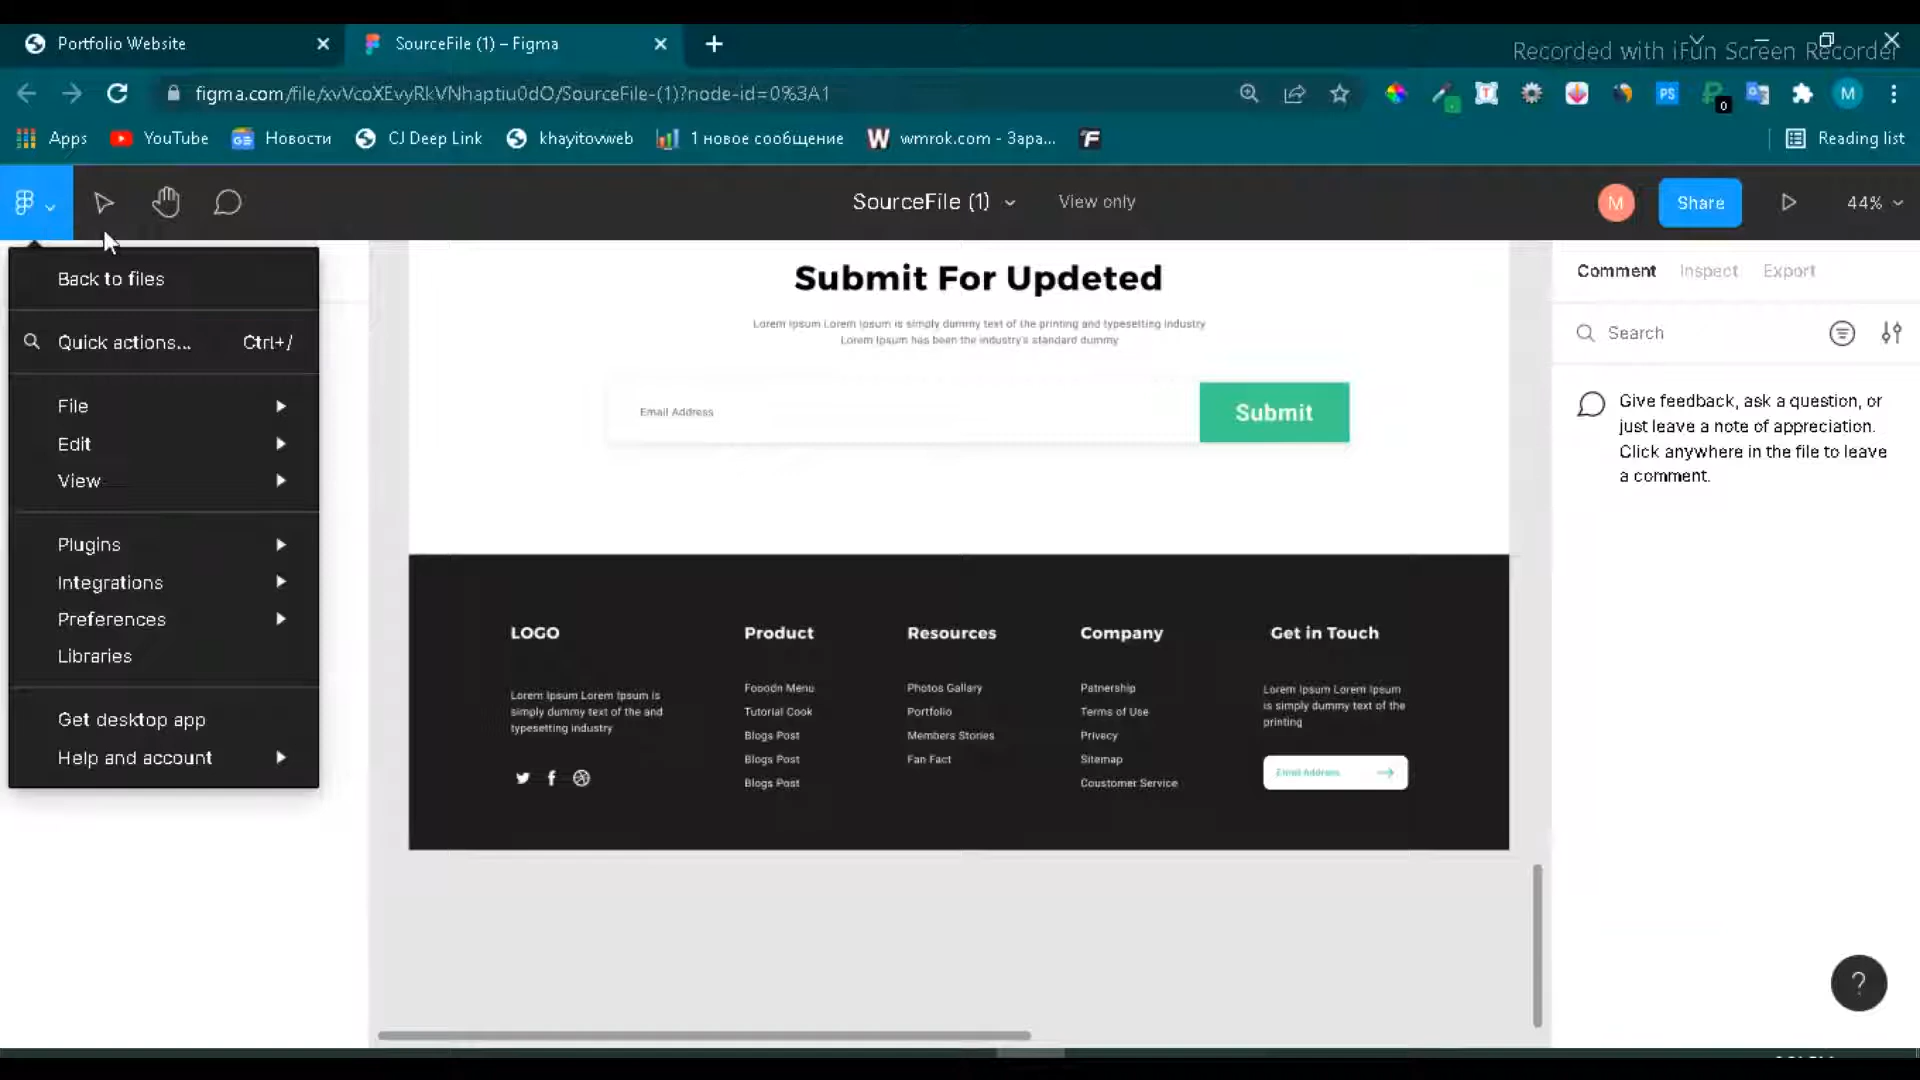 Portfolio Website
SourceFile (1) – Figma
Recorded with iFun Screen Recorder
figma.com/file/xvVcoXEvyRkVNhaptiu0dO/SourceFile-(1)?node-id=0%3A1
PS
0
M
Apps
YouTube
GE
Новости
CJ Deep Link
khayitovweb
1 новое сообщение
W
wmrok.com - Зара...
F
Reading list
SourceFile (1)
View only
M
Share
44%
Back to files
Quick actions...
Ctrl+/
File
Edit
View
Plugins
Integrations
Preferences
Libraries
Get desktop app
Help and account
Submit For Updeted
Lorem Ipsum Lorem Ipsum is simply dummy text of the printing and typesetting industry
Lorem Ipsum has been the industry's standard dummy
Email Address
Submit
LOGO
Lorem Ipsum Lorem Ipsum is
simply dummy text of the and
typesetting industry
Product
Fooodn Menu
Tutorial Cook
Blogs Post
Blogs Post
Blogs Post
Resources
Photos Gallary
Portfolio
Members Stories
Fan Fact
Company
Patnership
Terms of Use
Privacy
Sitemap
Coustomer Service
Get in Touch
Lorem Ipsum Lorem Ipsum
is simply dummy text of the
printing
Email Address
Comment
Inspect
Export
Search
Give feedback, ask a question, or
just leave a note of appreciation.
Click anywhere in the file to leave
a comment.
?